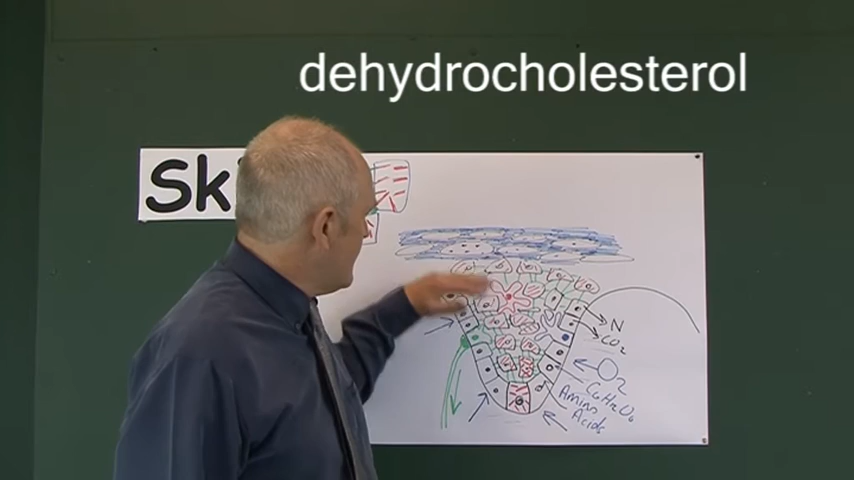 dehydrocholesterol
Sk
N
CO2
O2
C6H12O6
Amino
Acids